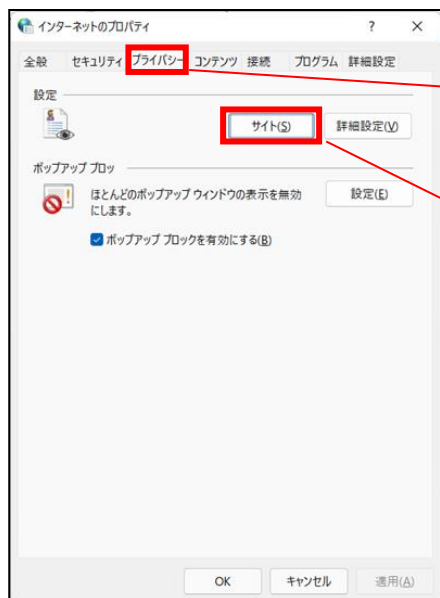 インターネットのプロパティ ? ×
全般 セキュリティ プライバシー コンテンツ 接続 プログラム 詳細設定
設定
サイト(S) 詳細設定(V)
ポップアップ ブロッ
ほとんどのポップアップ ウィンドウの表示を無効 設定(E)
にします。
ポップアップ ブロックを有効にする(B)
OK キャンセル 適用(A)